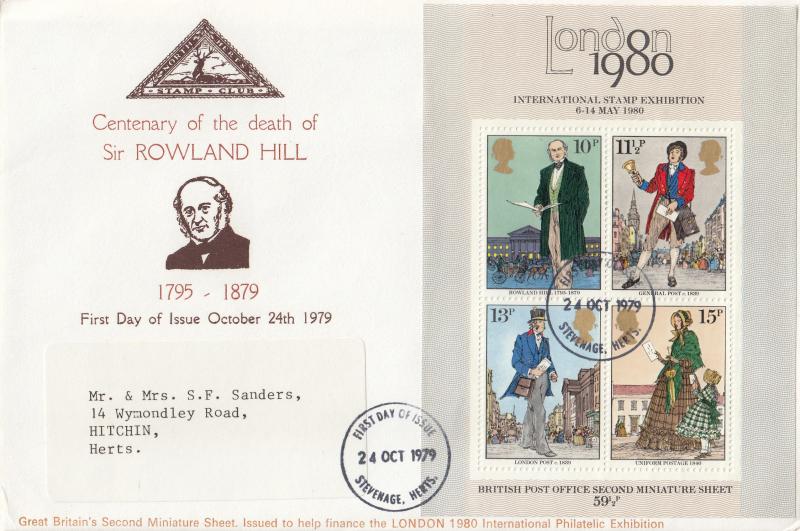 NORTH
STAMP CLUB
Centenary of the death of
Sir ROWLAND HILL
1795 - 1879
First Day of Issue October 24th 1979
Mr. & Mrs. S.F. Sanders,
14 Wymondley Road,
HITCHIN,
Herts.
FIRST DAY OF ISSUE
24 OCT 1979
STEVENAGE, HERTS.
London
1980
INTERNATIONAL STAMP EXHIBITION
6-14 MAY 1980
10P
ROWLAND HILL 1795-1879
11½P
GENERAL POST c.1839
24 OCT 1979
STEVENAGE, HERTS.
13P
LONDON POST c.1839
15P
UNIFORM POSTAGE 1840
BRITISH POST OFFICE SECOND MINIATURE SHEET
59½P
Great Britain's Second Miniature Sheet. Issued to help finance the LONDON 1980 International Philatelic Exhibition